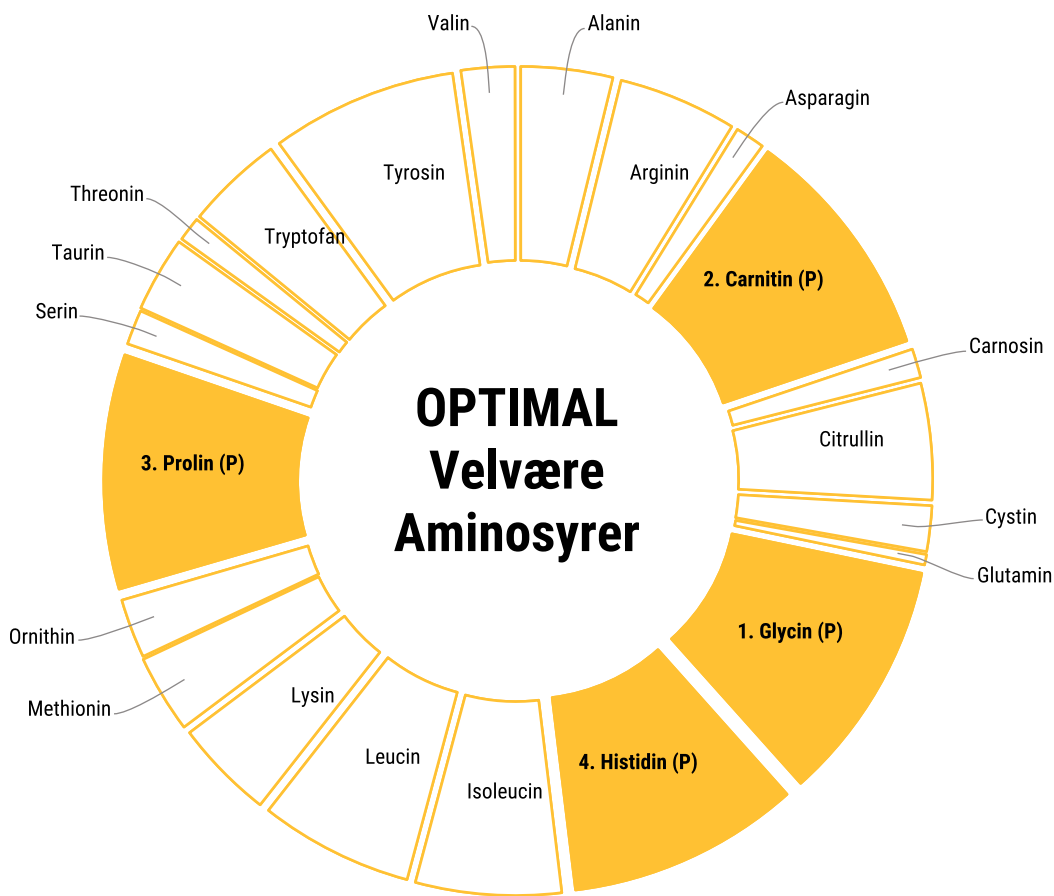 Valin
Alanin
Asparagin
Tyrosin
Arginin
Threonin
Tryptofan
Taurin
2. Carnitin (P)
Serin
Carnosin
OPTIMAL
Velvære
Aminosyrer
Citrullin
3. Prolin (P)
Cystin
Glutamin
Ornithin
1. Glycin (P)
Methionin
Lysin
Leucin
4. Histidin (P)
Isoleucin